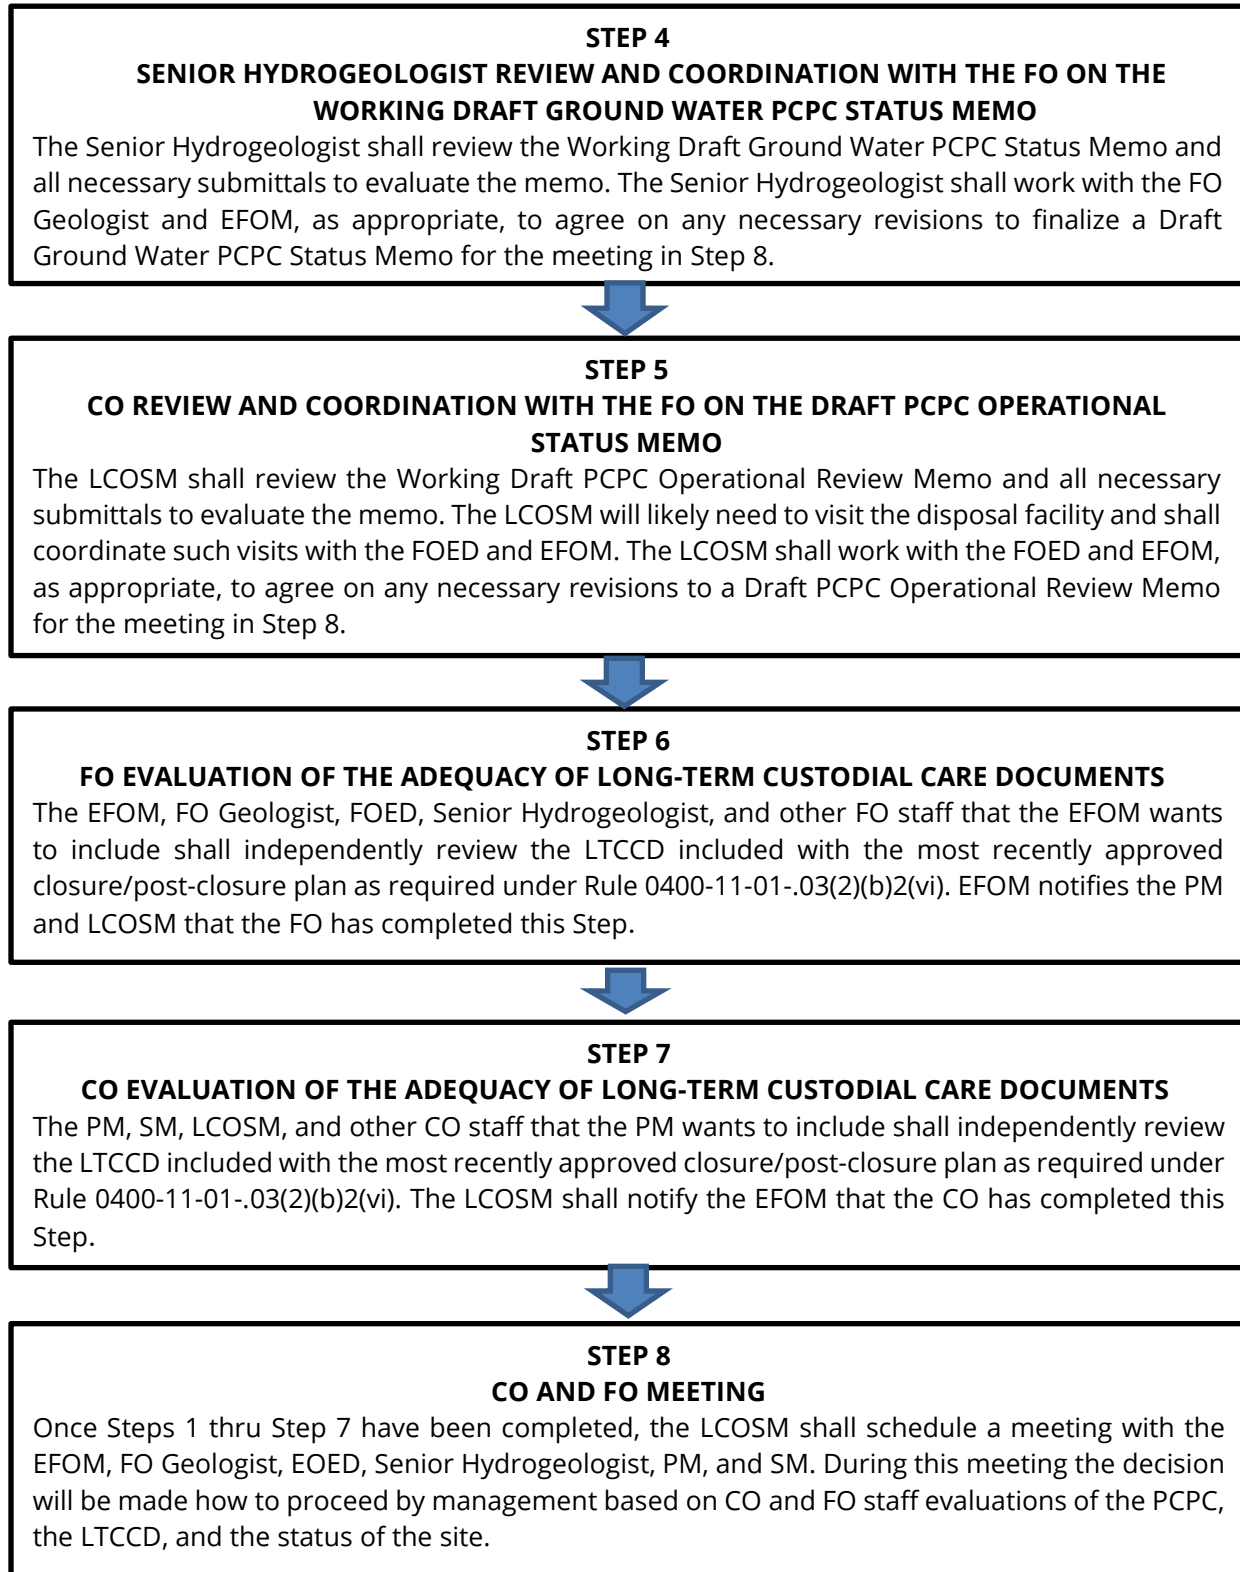 STEP 4
SENIOR HYDROGEOLOGIST REVIEW AND COORDINATION WITH THE FO ON THE
WORKING DRAFT GROUND WATER PCPC STATUS MEMO
The Senior Hydrogeologist shall review the Working Draft Ground Water PCPC Status Memo and
all necessary submittals to evaluate the memo. The Senior Hydrogeologist shall work with the FO
Geologist and EFOM, as appropriate, to agree on any necessary revisions to finalize a Draft
Ground Water PCPC Status Memo for the meeting in Step 8.
STEP 5
CO REVIEW AND COORDINATION WITH THE FO ON THE DRAFT PCPC OPERATIONAL
STATUS MEMO
The LCOSM shall review the Working Draft PCPC Operational Review Memo and all necessary
submittals to evaluate the memo. The LCOSM will likely need to visit the disposal facility and shall
coordinate such visits with the FOED and EFOM. The LCOSM shall work with the FOED and EFOM,
as appropriate, to agree on any necessary revisions to a Draft PCPC Operational Review Memo
for the meeting in Step 8.
STEP 6
FO EVALUATION OF THE ADEQUACY OF LONG-TERM CUSTODIAL CARE DOCUMENTS
The EFOM, FO Geologist, FOED, Senior Hydrogeologist, and other FO staff that the EFOM wants
to include shall independently review the LTCCD included with the most recently approved
closure/post-closure plan as required under Rule 0400-11-01-.03(2)(b)2(vi). EFOM notifies the PM
and LCOSM that the FO has completed this Step.
STEP 7
CO EVALUATION OF THE ADEQUACY OF LONG-TERM CUSTODIAL CARE DOCUMENTS
The PM, SM, LCOSM, and other CO staff that the PM wants to include shall independently review
the LTCCD included with the most recently approved closure/post-closure plan as required under
Rule 0400-11-01-.03(2)(b)2(vi). The LCOSM shall notify the EFOM that the CO has completed this
Step.
STEP 8
CO AND FO MEETING
Once Steps 1 thru Step 7 have been completed, the LCOSM shall schedule a meeting with the
EFOM, FO Geologist, EOED, Senior Hydrogeologist, PM, and SM. During this meeting the decision
will be made how to proceed by management based on CO and FO staff evaluations of the PCPC,
the LTCCD, and the status of the site.